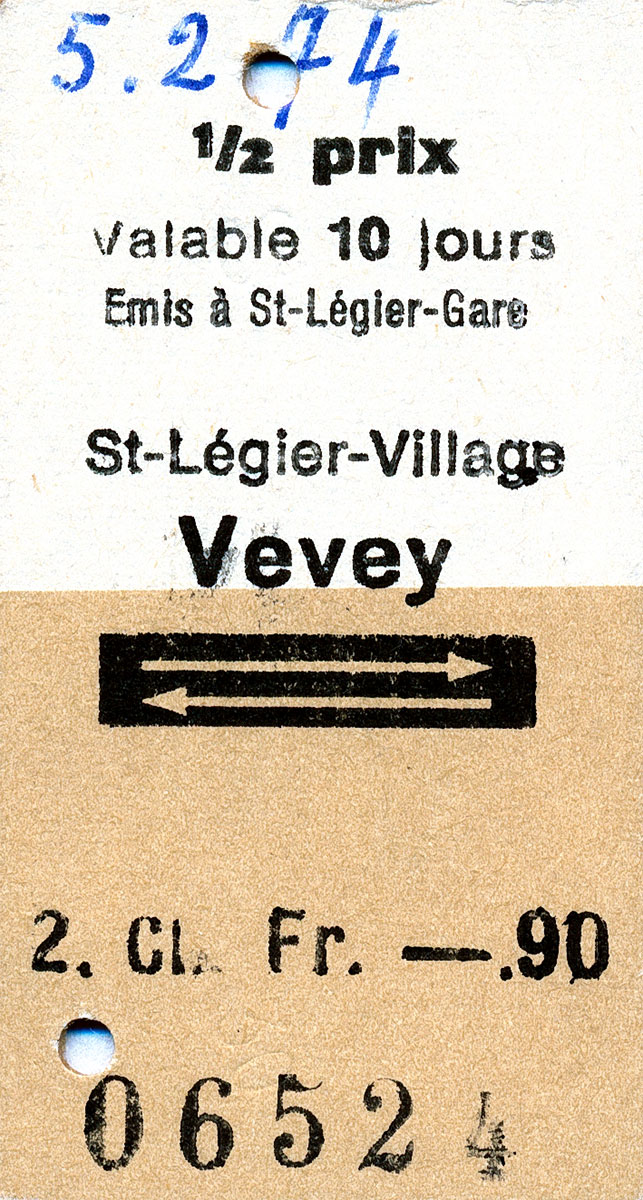 5.2.74
1/2 prix
Valable 10 jours
Emis à St-Légier-Gare
St-Légier-Village
Vevey
2. Cl. Fr. —.90
06524